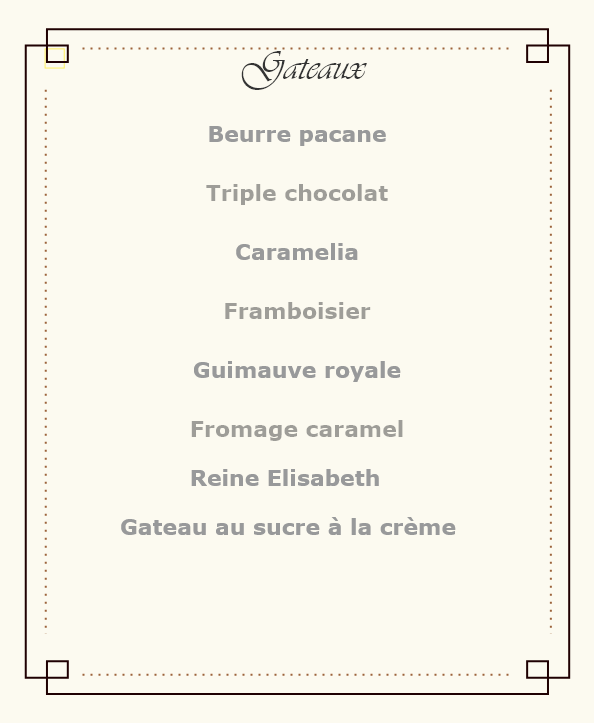 Gateaux
Beurre pacane
Triple chocolat
Caramelia
Framboisier
Guimauve royale
Fromage caramel
Reine Elisabeth
Gateau au sucre à la crème